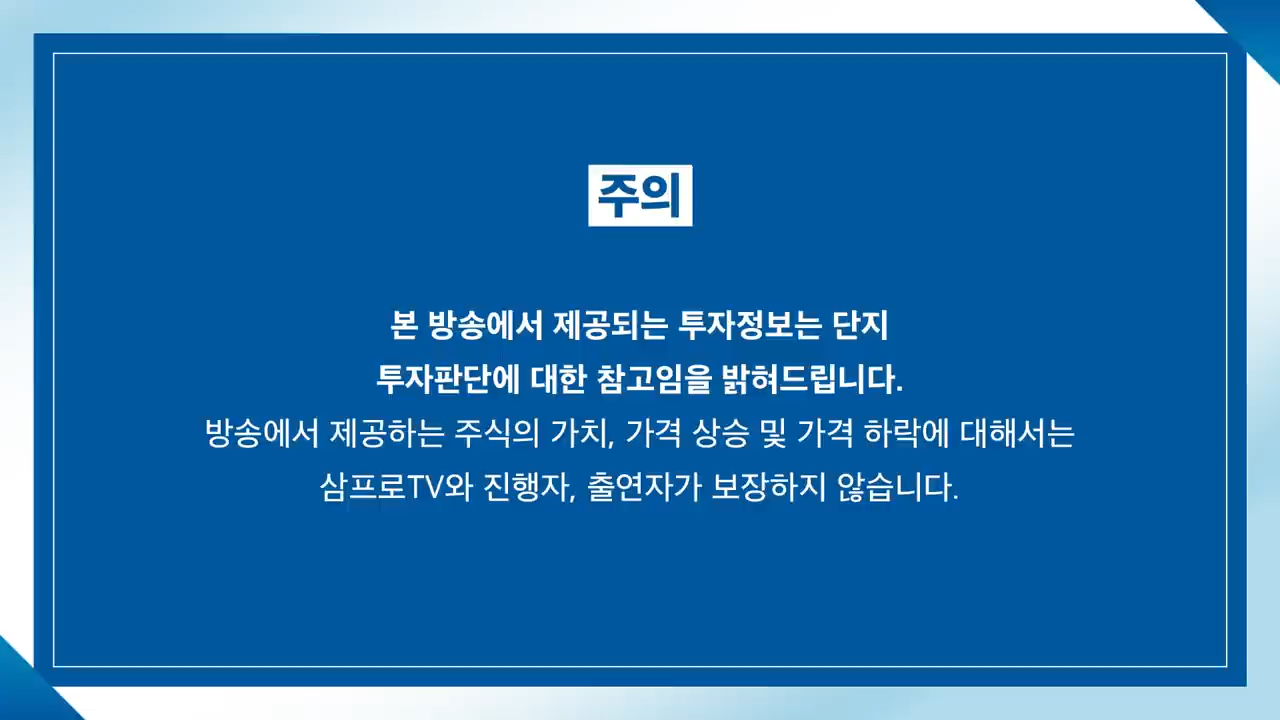 주의
본 방송에서 제공되는 투자정보는 단지
투자판단에 대한 참고임을 밝혀드립니다.
방송에서 제공하는 주식의 가치, 가격 상승 및 가격 하락에 대해서는
삼프로TV와 진행자, 출연자가 보장하지 않습니다.